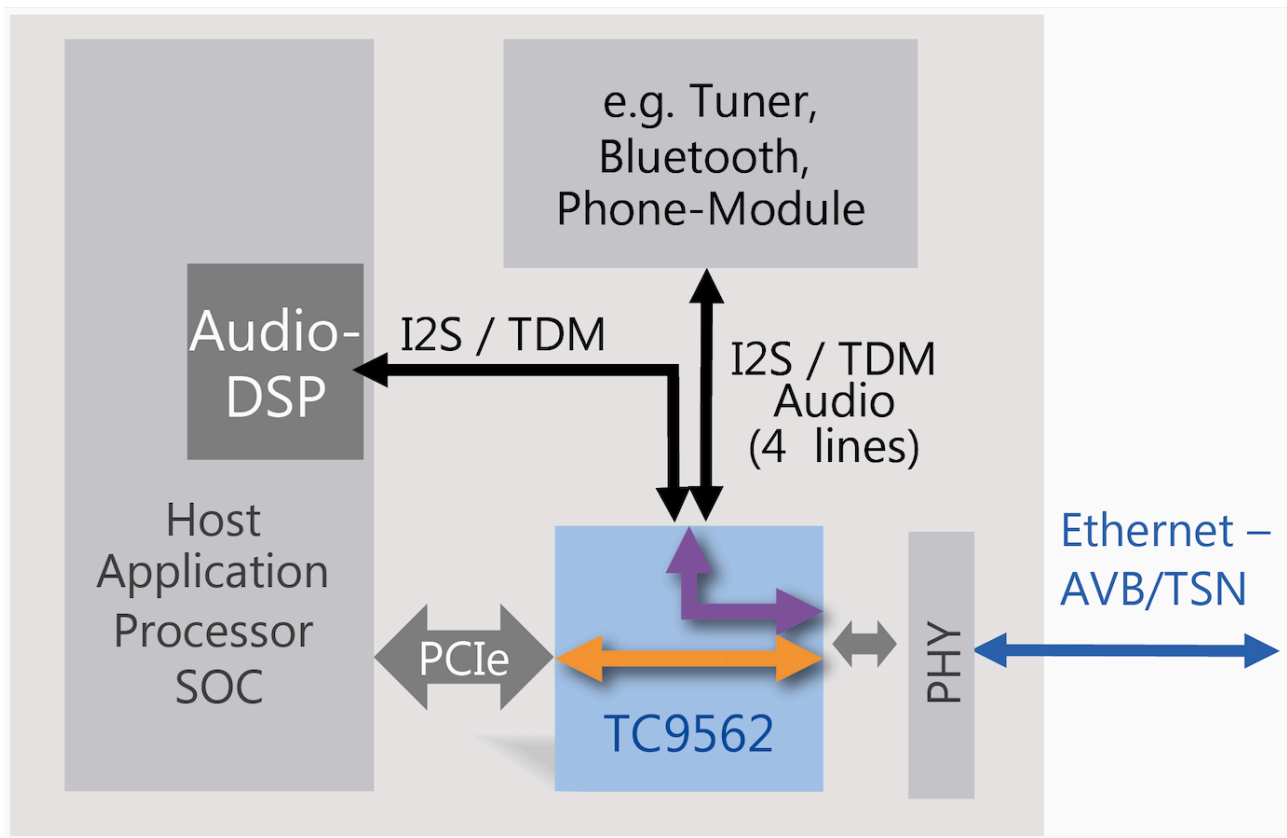 e.g. Tuner,
Bluetooth,
Phone-Module
Audio-
DSP
I2S / TDM
I2S / TDM
Audio
(4 lines)
Host
Application
Processor
SOC
PCIe
TC9562
PHY
Ethernet –
AVB/TSN